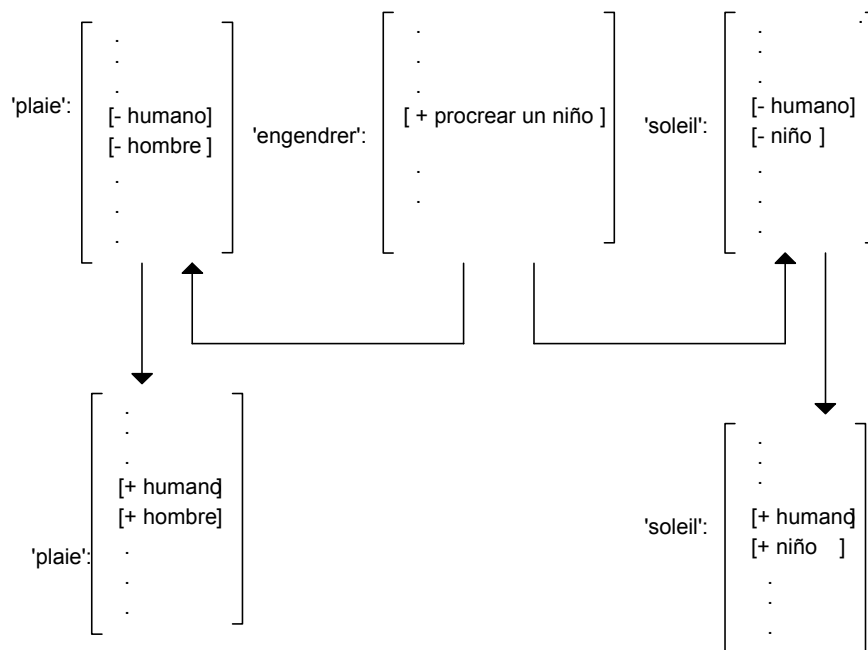 'plaie':
[- humano]
[- hombre ]
'engendrer':
[ + procrear un niño ]
'soleil':
[- humano]
[- niño ]
'plaie':
[+ humano]
[+ hombre]
'soleil':
[+ humano]
[+ niño ]